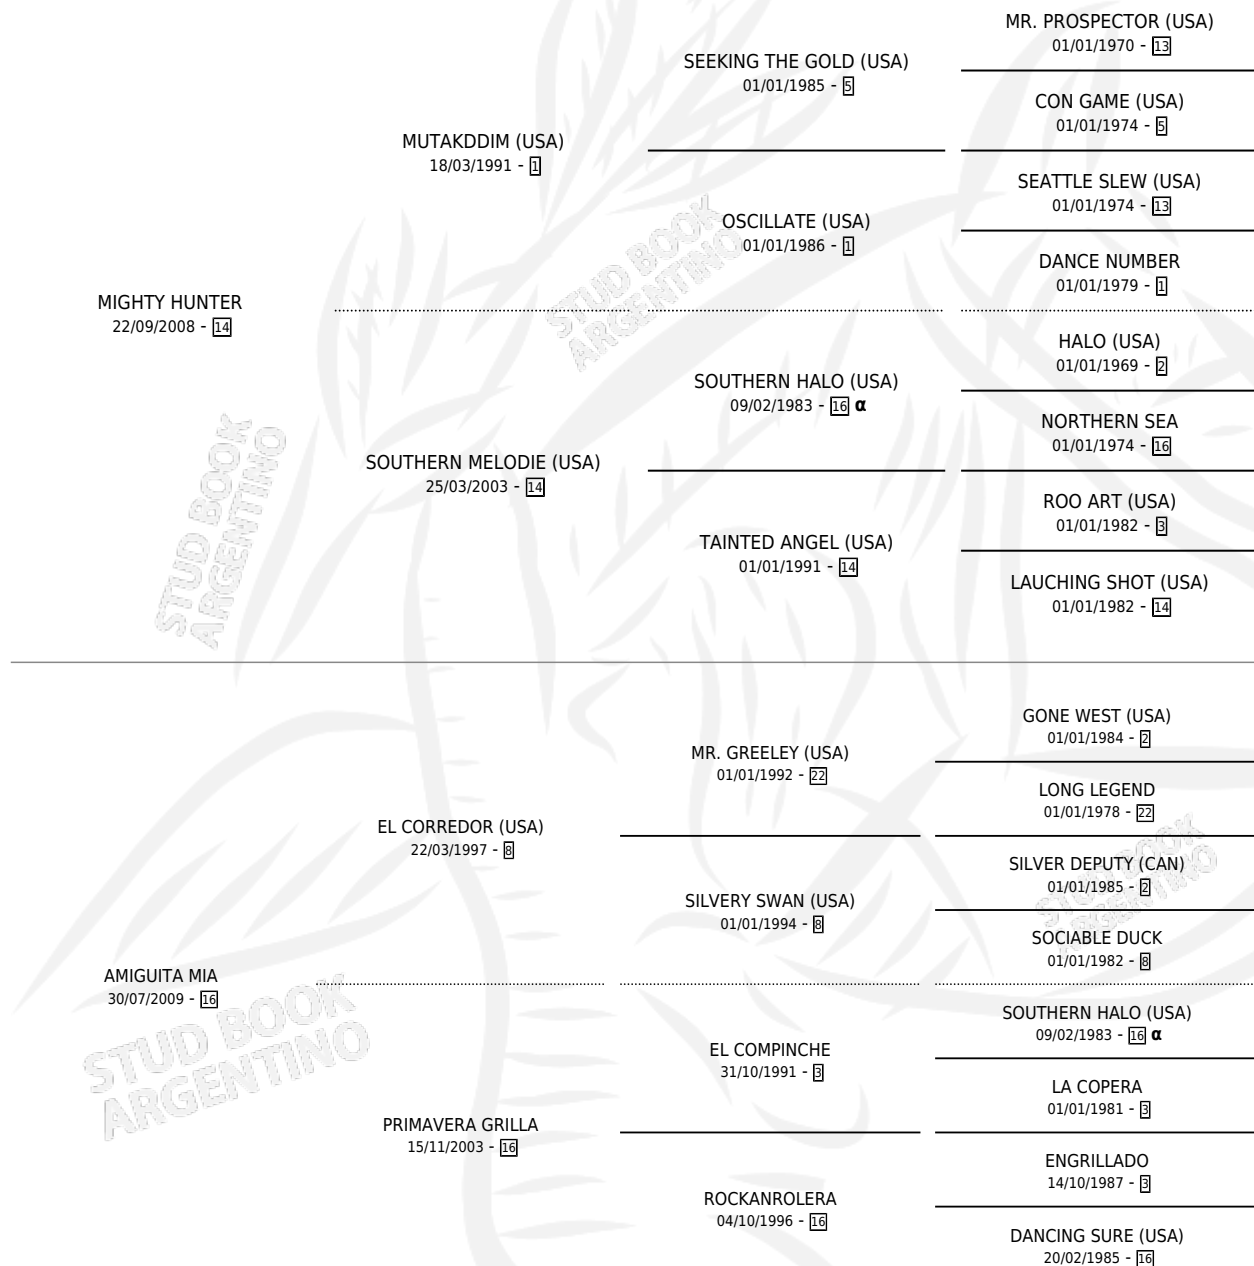 MR. PROSPECTOR (USA)
01/01/1970 - 13
SEEKING THE GOLD (USA)
01/01/1985 - 5
CON GAME (USA)
01/01/1974 - 5
MUTAKDDIM (USA)
18/03/1991 - 1
SEATTLE SLEW (USA)
01/01/1974 - 13
OSCILLATE (USA)
01/01/1986 - 1
DANCE NUMBER
01/01/1979 - 1
STUD BOOK
ARGENTINO
MIGHTY HUNTER
22/09/2008 - 14
HALO (USA)
01/01/1969 - 2
SOUTHERN HALO (USA)
09/02/1983 - 16 α
NORTHERN SEA
01/01/1974 - 16
SOUTHERN MELODIE (USA)
25/03/2003 - 14
ROO ART (USA)
01/01/1982 - 3
TAINTED ANGEL (USA)
01/01/1991 - 14
LAUCHING SHOT (USA)
01/01/1982 - 14
STUD BOOK
ARGENTINO
GONE WEST (USA)
01/01/1984 - 2
MR. GREELEY (USA)
01/01/1992 - 22
LONG LEGEND
01/01/1978 - 22
EL CORREDOR (USA)
22/03/1997 - 8
SILVER DEPUTY (CAN)
01/01/1985 - 2
STUD BOOK
ARGENTINO
SILVERY SWAN (USA)
01/01/1994 - 8
SOCIABLE DUCK
01/01/1982 - 8
AMIGUITA MIA
30/07/2009 - 16
STUD BOOK
ARGENTINO
SOUTHERN HALO (USA)
09/02/1983 - 16 α
EL COMPINCHE
31/10/1991 - 3
LA COPERA
01/01/1981 - 3
PRIMAVERA GRILLA
15/11/2003 - 16
ENGRILLADO
14/10/1987 - 3
ROCKANROLERA
04/10/1996 - 16
DANCING SURE (USA)
20/02/1985 - 16